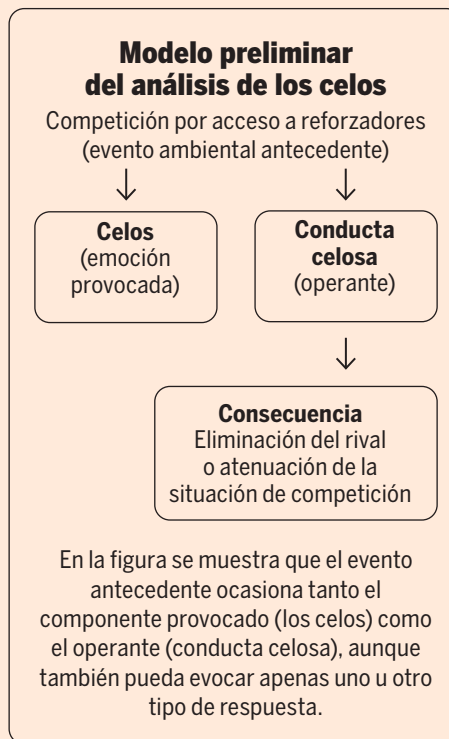 Modelo preliminar
del análisis de los celos
Competición por acceso a reforzadores
(evento ambiental antecedente)
Celos
(emoción
provocada)
Conducta
celosa
(operante)
Consecuencia
Eliminación del rival
o atenuación de la
situación de competición
En la figura se muestra que el evento
antecedente ocasiona tanto el
componente provocado (los celos) como
el operante (conducta celosa), aunque
también pueda evocar apenas uno u otro
tipo de respuesta.